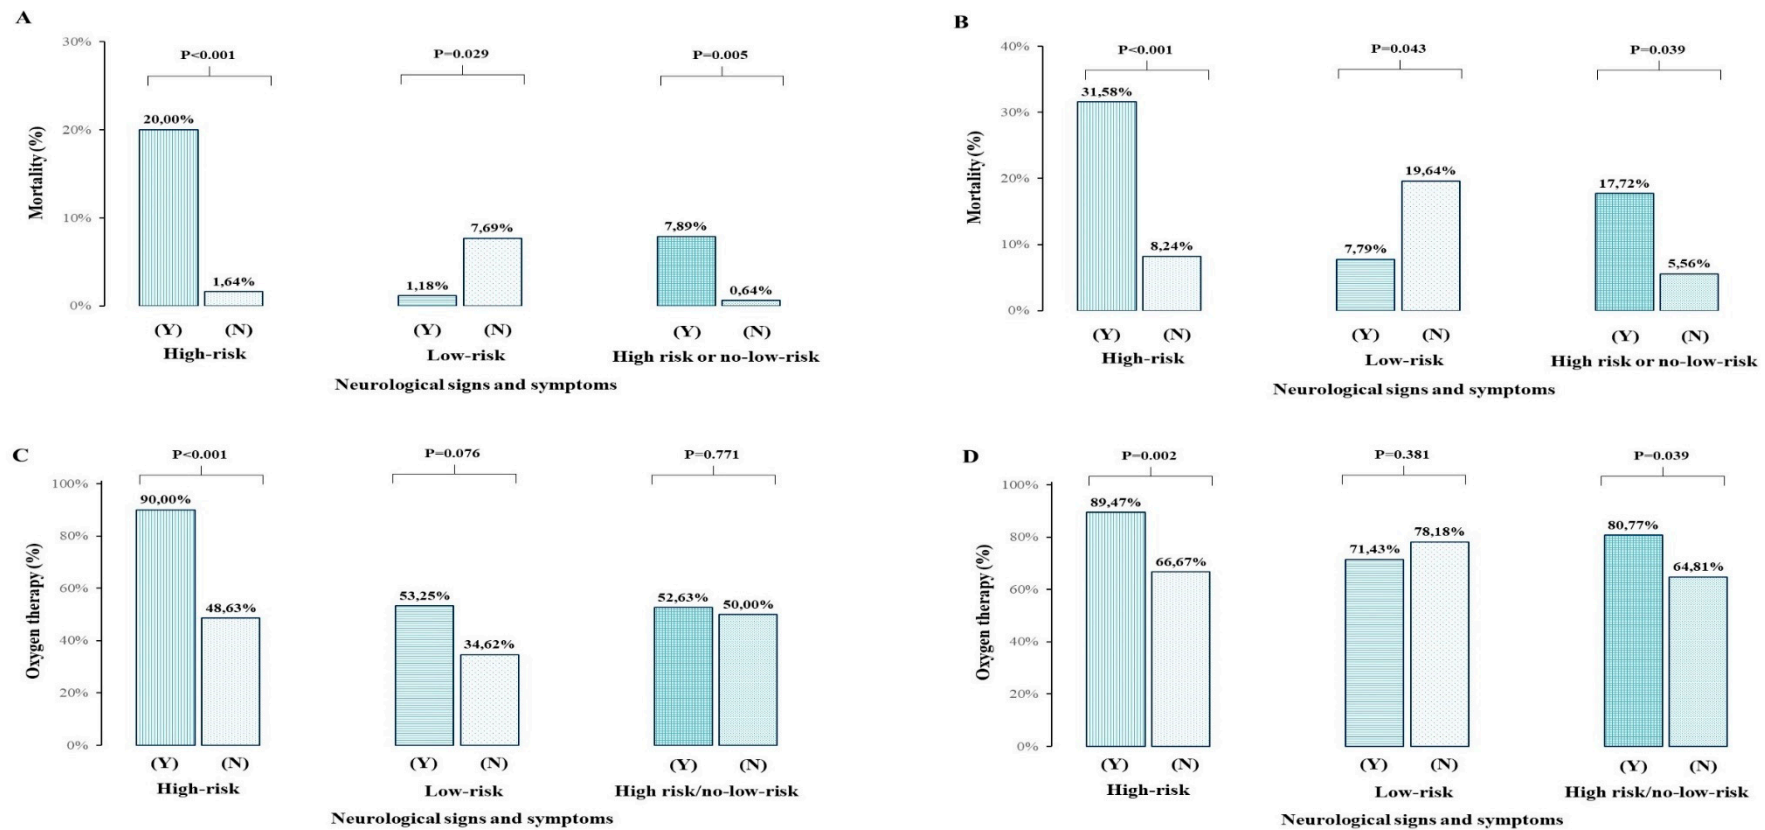 A
30%
20%
10%
0%
Mortality (%)
P<0.001
P=0.029
P=0.005
20,00%
1,64%
1,18%
7,69%
7,89%
0,64%
(Y) (N) (Y) (N) (Y) (N)
High-risk Low-risk High risk or no-low-risk
Neurological signs and symptoms
B
40%
30%
20%
10%
0%
Mortality (%)
P<0.001
P=0.043
P=0.039
31,58%
8,24%
7,79%
19,64%
17,72%
5,56%
(Y) (N) (Y) (N) (Y) (N)
High-risk Low-risk High risk or no-low-risk
Neurological signs and symptoms
C
100%
80%
60%
40%
20%
0%
Oxygen therapy (%)
P<0.001
P=0.076
P=0.771
90,00%
48,63%
53,25%
34,62%
52,63%
50,00%
(Y) (N) (Y) (N) (Y) (N)
High-risk Low-risk High risk/no-low-risk
Neurological signs and symptoms
D
100%
80%
60%
40%
20%
0%
Oxygen therapy (%)
P=0.002
P=0.381
P=0.039
89,47%
66,67%
71,43%
78,18%
80,77%
64,81%
(Y) (N) (Y) (N) (Y) (N)
High-risk Low-risk High risk/no-low-risk
Neurological signs and symptoms